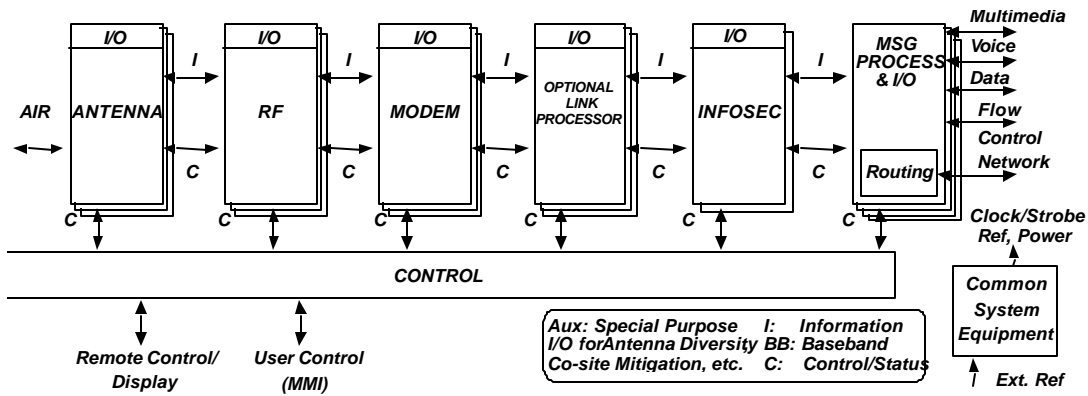 I/O I/O I/O I/O I/O
MSG
PROCESS
& I/O
Multimedia
Voice
Data
Flow
Control
Network
I I I I I
AIR
ANTENNA
RF
MODEM
OPTIONAL
LINK
PROCESSOR
INFOSEC
C C C C C
Routing
C C C C C C
CONTROL
Clock/Strobe
Ref, Power
Common
System
Equipment
Ext. Ref
Remote Control/
Display
User Control
(MMI)
Aux: Special Purpose I: Information
I/O forAntenna Diversity BB: Baseband
Co-site Mitigation, etc. C: Control/Status